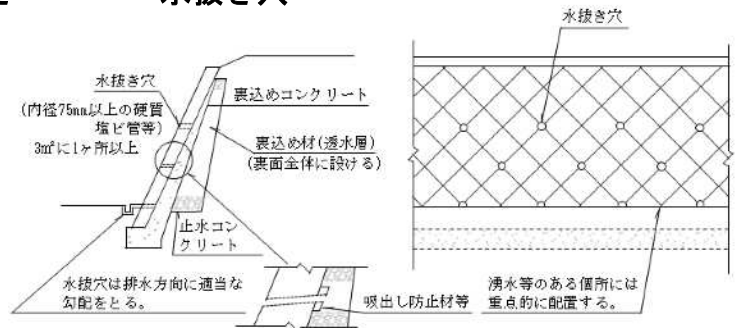 水抜き穴
水抜き穴
(内径75mm以上の硬質
塩ビ管等)
3㎡に1ヶ所以上
裏込めコンクリート
裏込め材(透水層)
(裏面全体に設ける)
止水コン
クリート
水抜穴は排水方向に適当な
勾配をとる。
吸出し防止材等
水抜き穴
湧水等のある個所には
重点的に配置する。